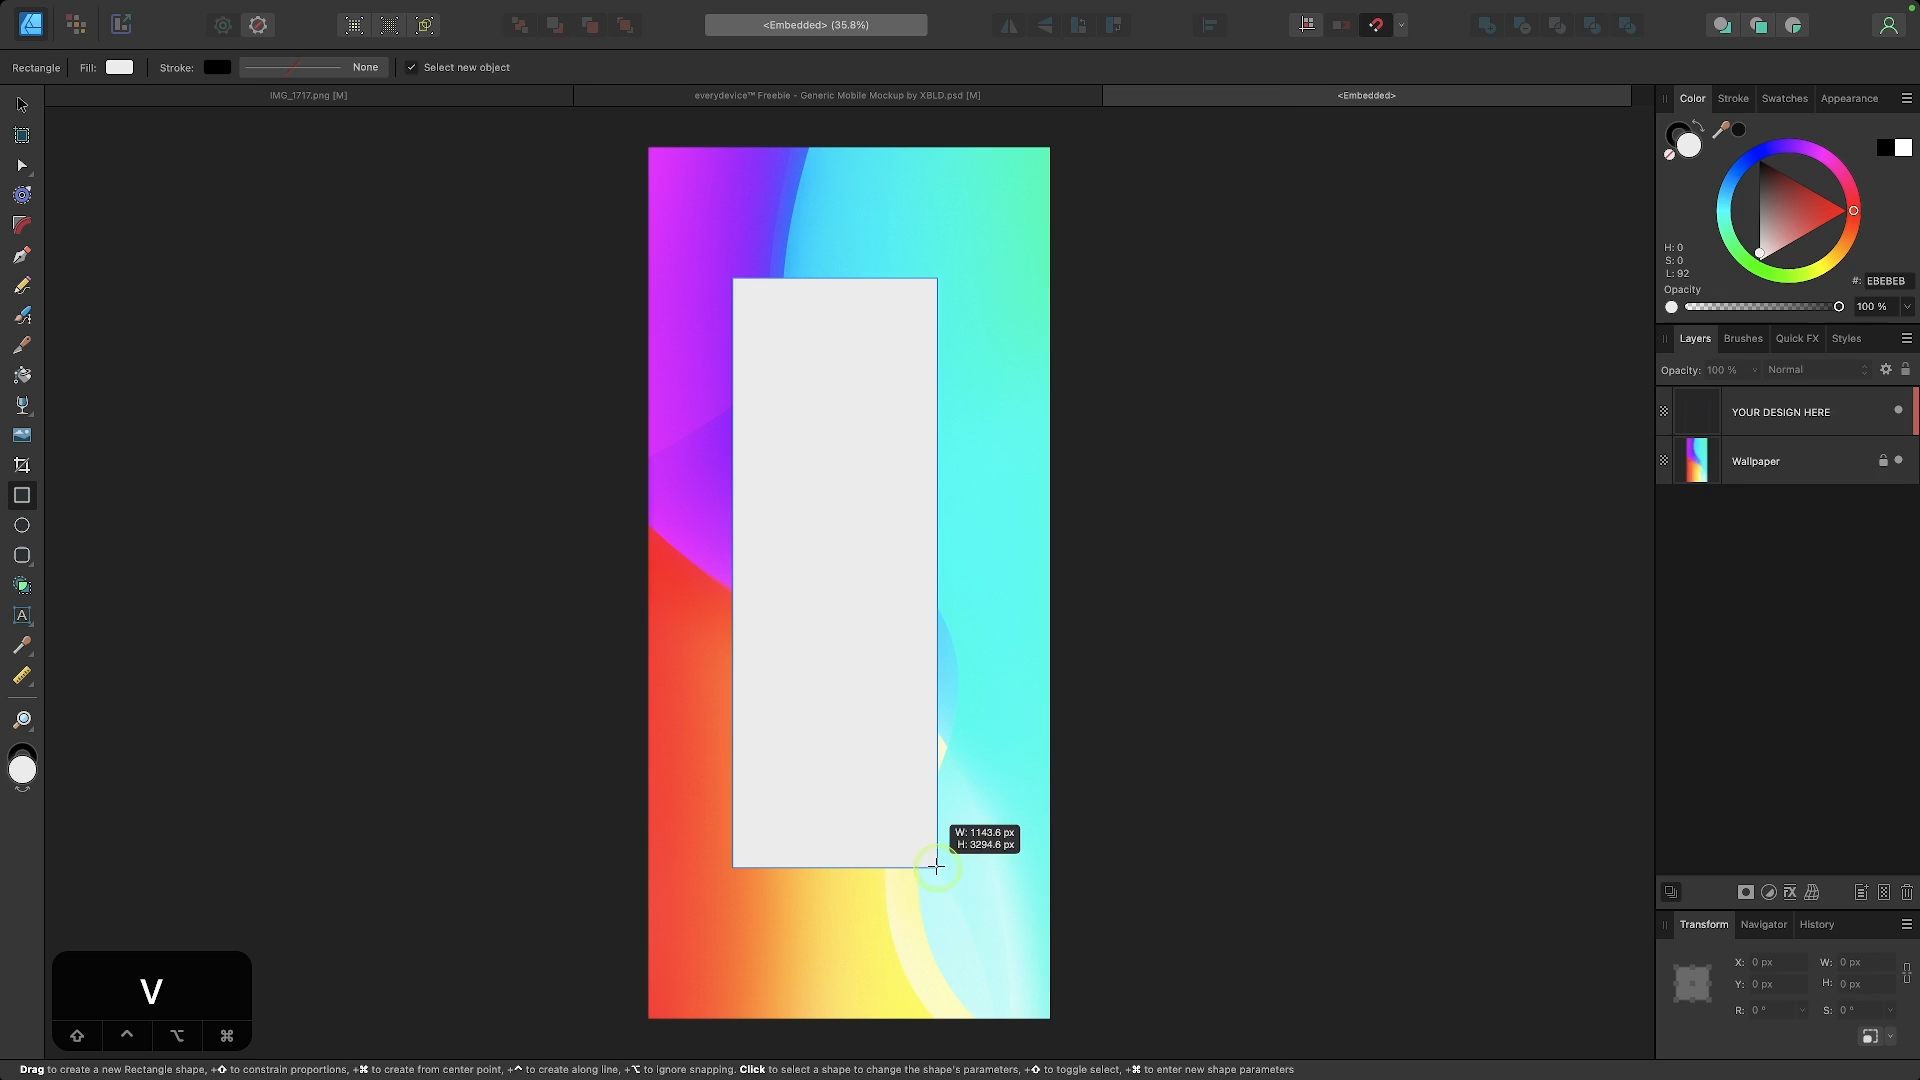 <Embedded> (35.8%)
Rectangle
Fill:
Stroke:
None
Select new object
IMG_1717.png [M]
everydevice™ Freebie - Generic Mobile Mockup by XBLD.psd [M]
<Embedded>
Color
Stroke
Swatches
Appearance
H: 0
S: 0
L: 92
#: EBEBEB
Opacity
100 %
Layers
Brushes
Quick FX
Styles
Opacity: 100 %
Normal
YOUR DESIGN HERE
Wallpaper
W: 1143.6 px
H: 3294.6 px
Transform
Navigator
History
X: 0 px
W: 0 px
Y: 0 px
H: 0 px
R: 0 °
S: 0 °
V
⇧ ^ ⌥ ⌘
Drag to create a new Rectangle shape, +⇧ to constrain proportions, +⌘ to create from center point, +^ to create along line, +⌥ to ignore snapping. Click to select a shape to change the shape's parameters, +⇧ to toggle select, +⌘ to enter new shape parameters